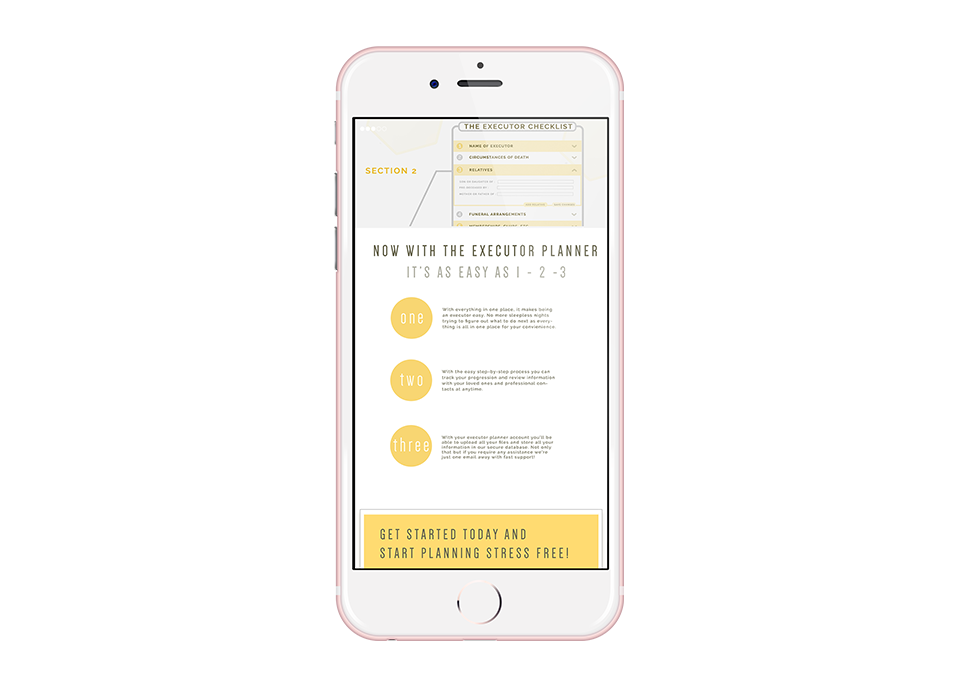 THE EXECUTOR CHECKLIST
NAME OF EXECUTOR
CIRCUMSTANCES OF DEATH
SECTION 2
RELATIVES
FUNERAL ARRANGEMENTS
NOW WITH THE EXECUTOR PLANNER
IT'S AS EASY AS 1 - 2 -3
one
With everything in one place, it makes being
an executer easy. No more sleepless nights
trying to figure out what to do next as every-
thing is all in one place for your convenience.
two
With the easy step-by-step process you can
track your progression and review information
with your loved ones and professional con-
tacts at anytime.
three
With your executer planner account you'll be
able to upload all your files and store all your
information in our secure database. Not only
that but if you require any assistance we're
just one email away with fast support!
GET STARTED TODAY AND
START PLANNING STRESS FREE!